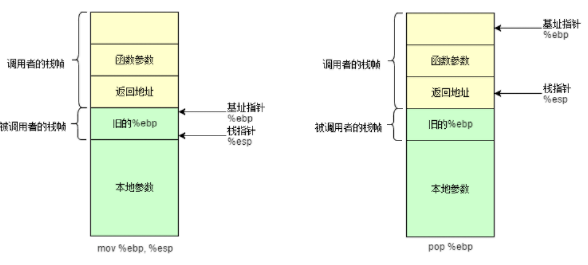 调用者的栈帧
函数参数
返回地址
被调用者的栈帧
旧的%ebp
基址指针
%ebp
栈指针
%esp
本地参数
mov %ebp, %esp
基址指针
%ebp
调用者的栈帧
函数参数
返回地址
栈指针
%esp
被调用者的栈帧
旧的%ebp
本地参数
pop %ebp